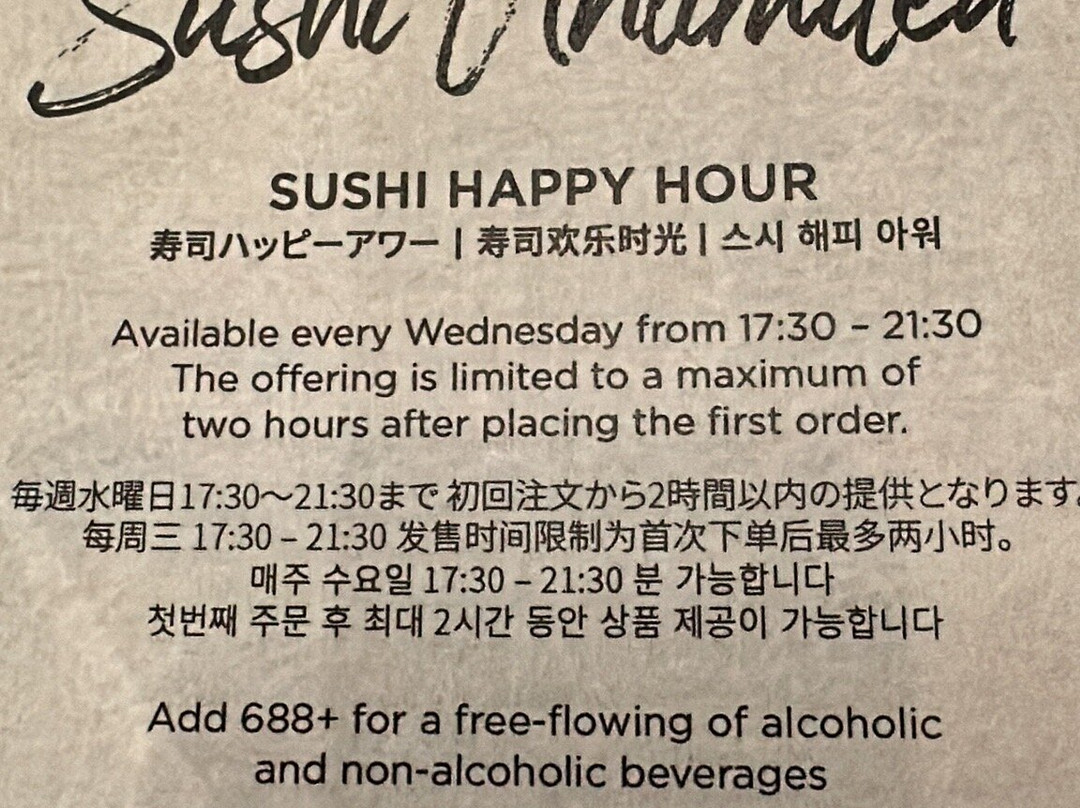 Sushi Unlimited
SUSHI HAPPY HOUR
寿司ハッピーアワー | 寿司欢乐时光 | 스시 해피 아워
Available every Wednesday from 17:30 – 21:30
The offering is limited to a maximum of
two hours after placing the first order.
毎週水曜日17:30～21:30まで 初回注文から2時間以内の提供となります。
每周三 17:30 – 21:30 发售时间限制为首次下单后最多两小时。
매주 수요일 17:30 – 21:30 분 가능합니다
첫번째 주문 후 최대 2시간 동안 상품 제공이 가능합니다
Add 688+ for a free-flowing of alcoholic
and non-alcoholic beverages